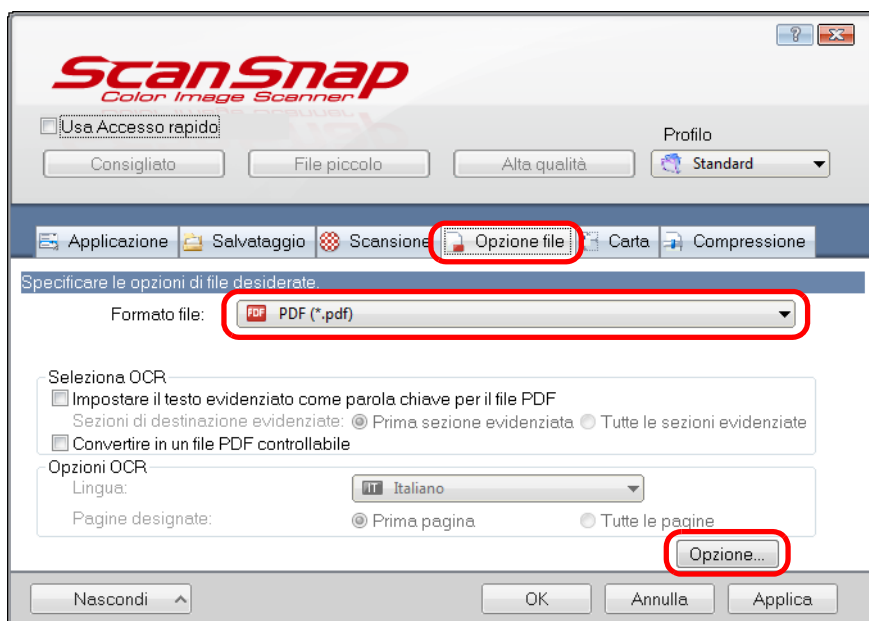 ScanSnap
Color Image Scanner
Usa Accesso rapido
Profilo
Consigliato File piccolo Alta qualità Standard
Applicazione Salvataggio Scansione Opzione file Carta Compressione
Specificare le opzioni di file desiderate.
Formato file: PDF PDF (*.pdf)
Seleziona OCR
Impostare il testo evidenziato come parola chiave per il file PDF
Sezioni di destinazione evidenziate: Prima sezione evidenziata Tutte le sezioni evidenziate
Convertire in un file PDF controllabile
Opzioni OCR
Lingua: IT Italiano
Pagine designate: Prima pagina Tutte le pagine
Opzione...
Nascondi OK Annulla Applica